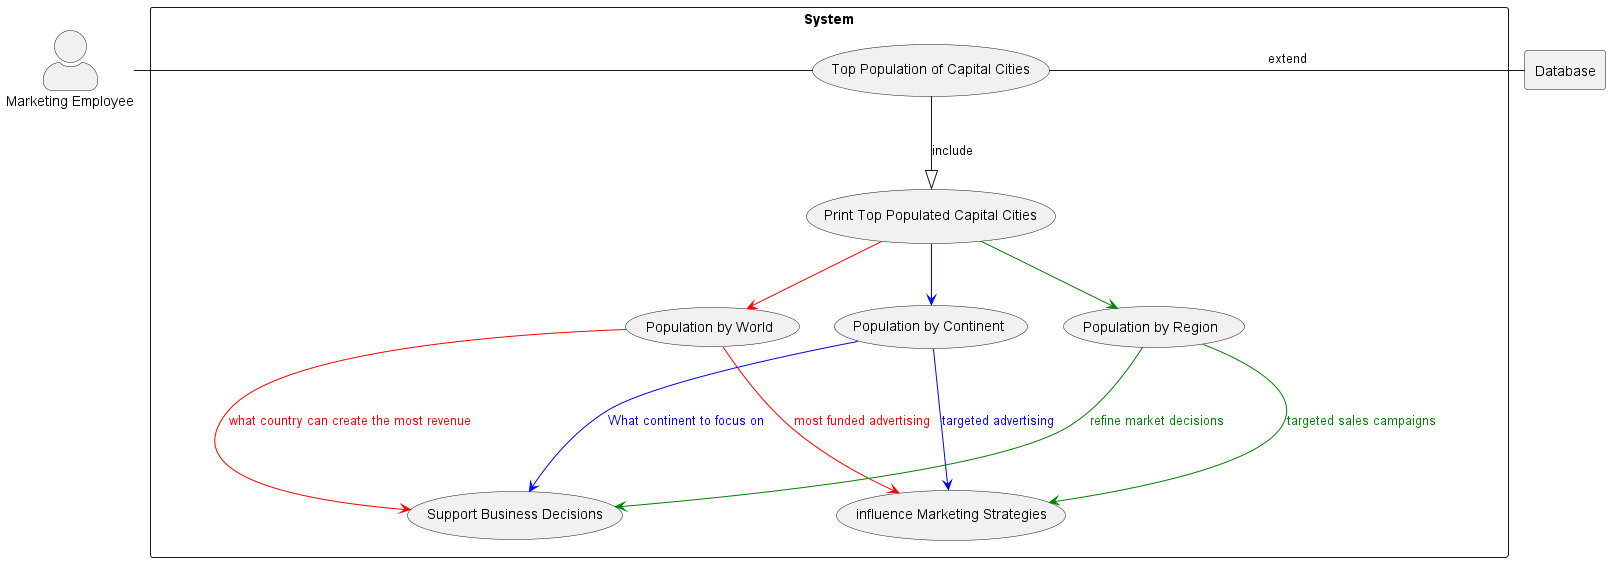 System
Marketing Employee
Top Population of Capital Cities
extend
Database
include
Print Top Populated Capital Cities
Population by World
Population by Continent
Population by Region
what country can create the most revenue
What continent to focus on
most funded advertising
targeted advertising
refine market decisions
targeted sales campaigns
Support Business Decisions
influence Marketing Strategies